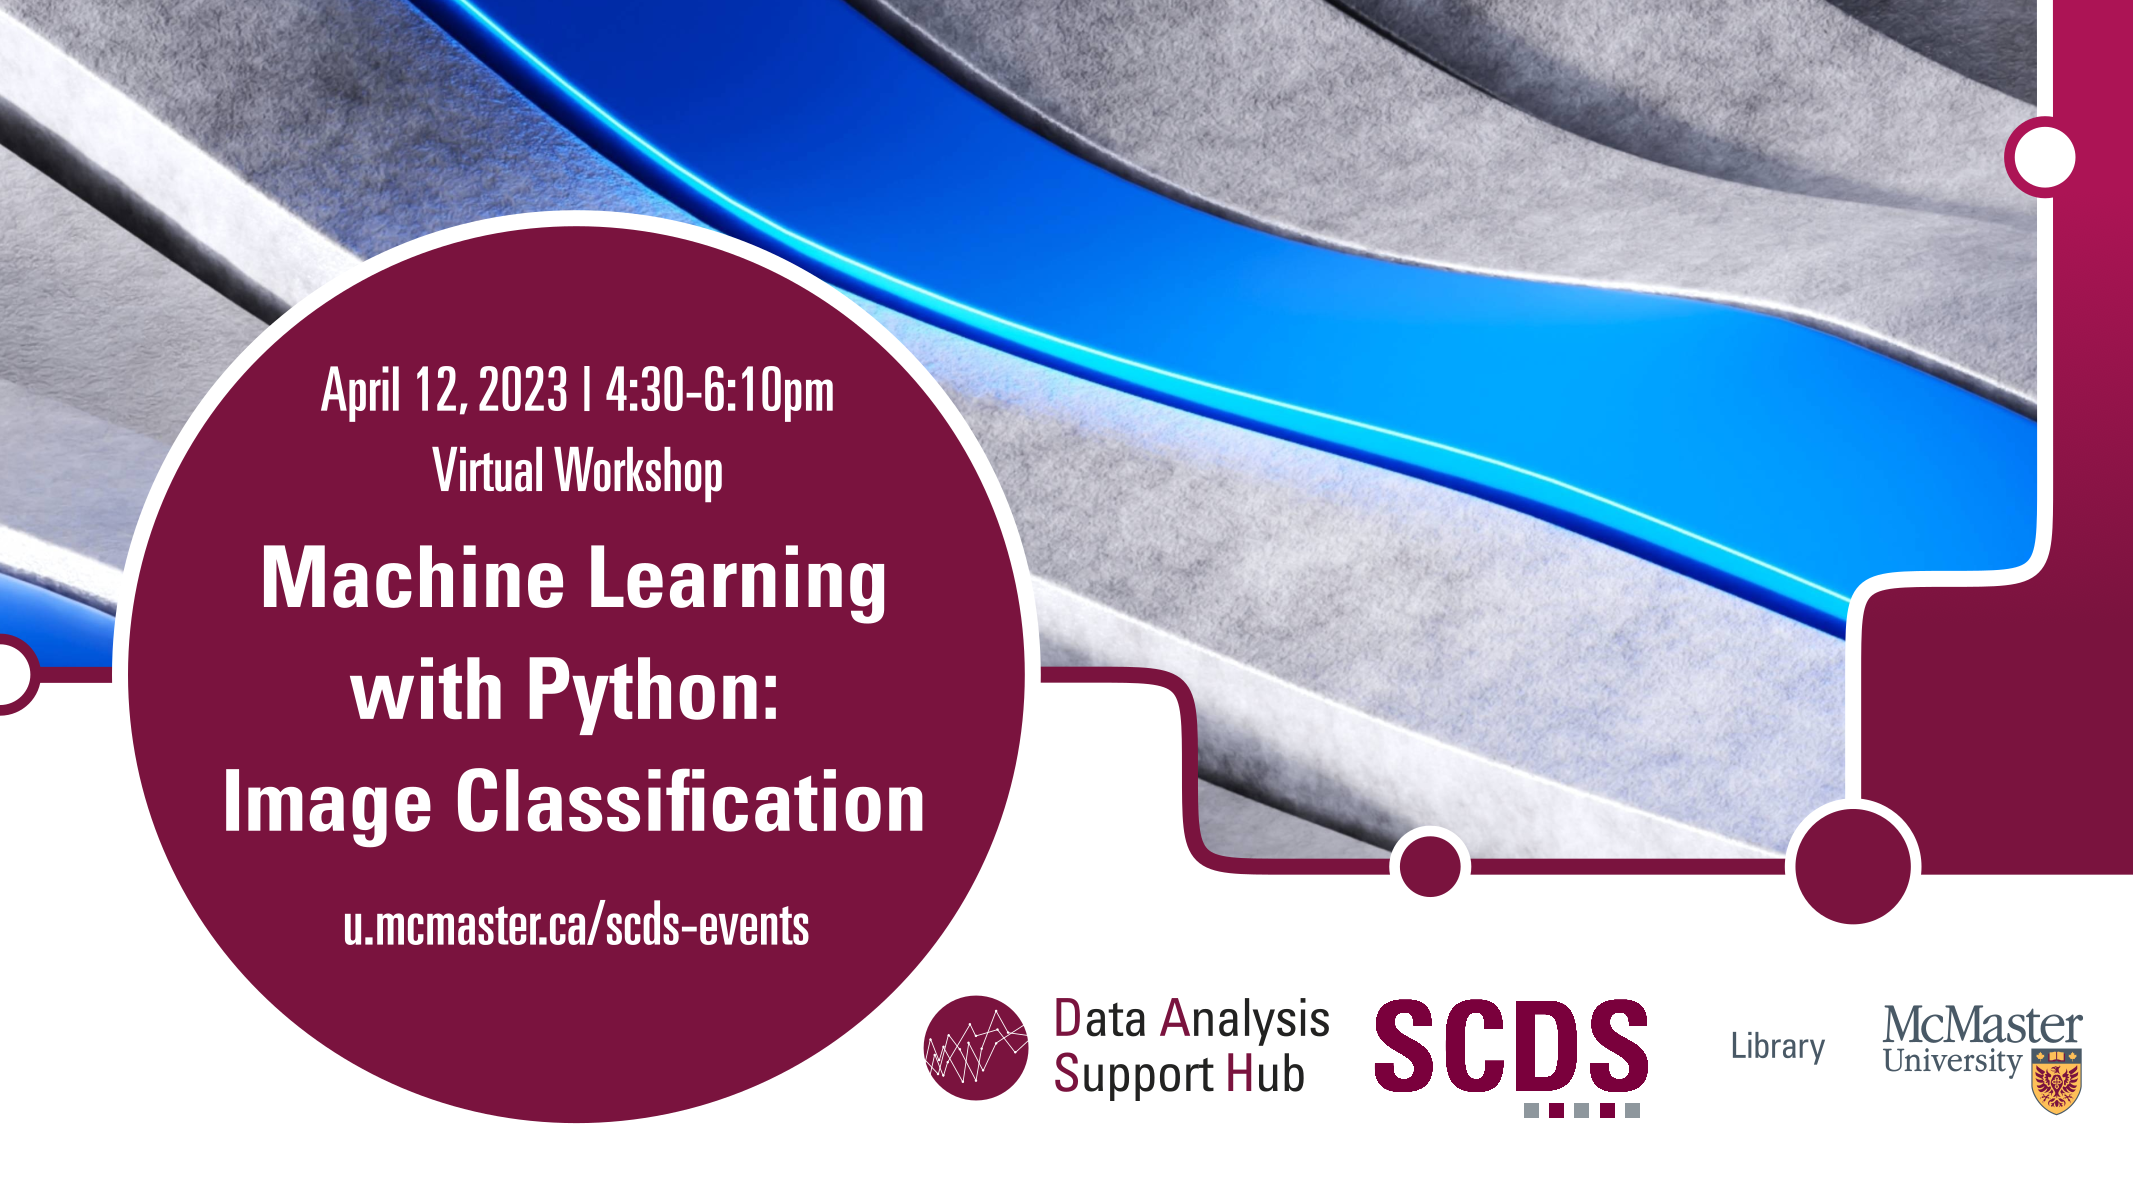 April 12, 2023 | 4:30-6:10pm
Virtual Workshop
Machine Learning
with Python:
Image Classification
u.mcmaster.ca/scds-events
Data Analysis
Support Hub
SCDS
Library
McMaster
University